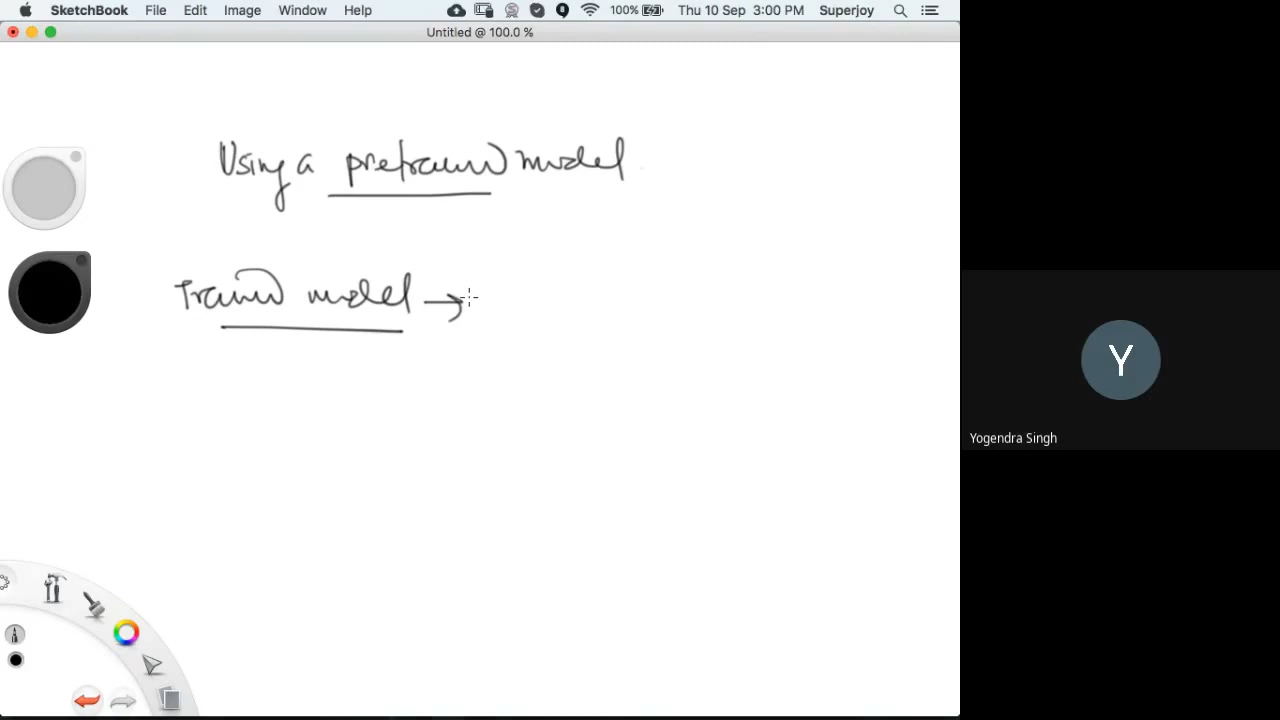 SketchBook File Edit Image Window Help 100% Thu 10 Sep 3:00 PM Superjoy
Untitled @ 100.0 %
Using a pretrained model
Trained model →
Y
Yogendra Singh